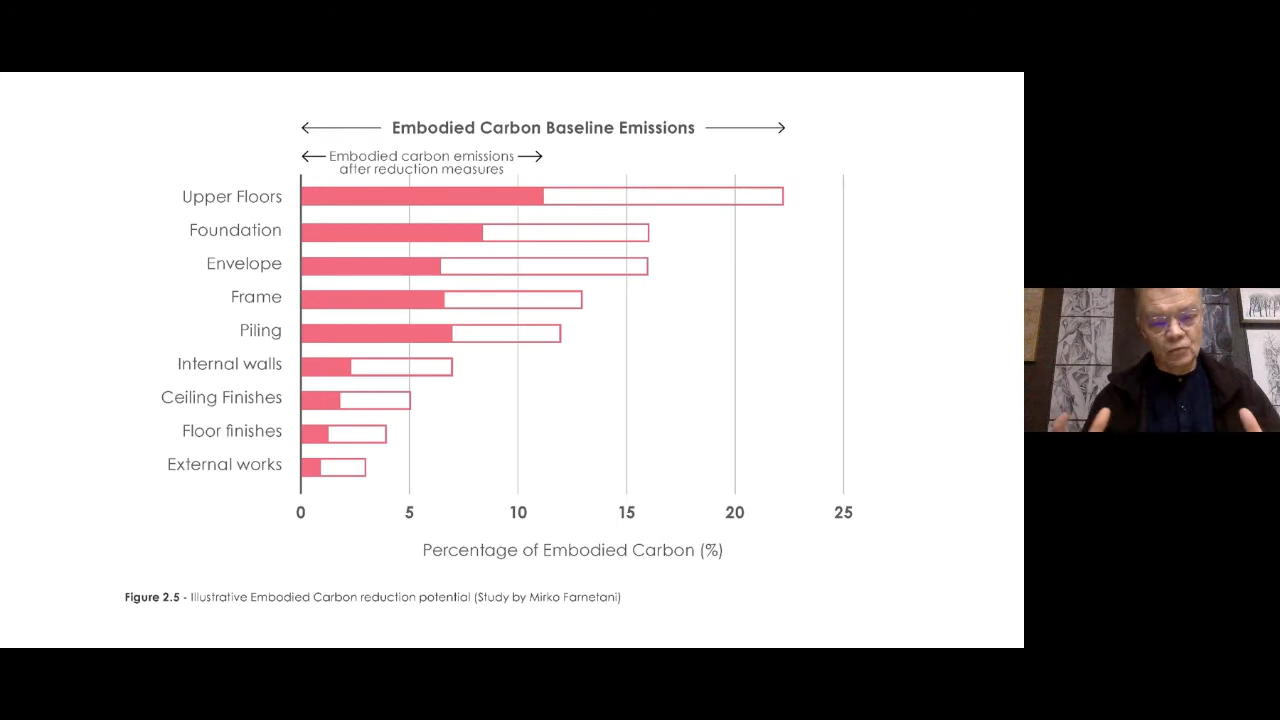 Embodied Carbon Baseline Emissions
Embodied carbon emissions
after reduction measures
Upper Floors
Foundation
Envelope
Frame
Piling
Internal walls
Ceiling Finishes
Floor finishes
External works
0 5 10 15 20 25
Percentage of Embodied Carbon (%)
Figure 2.5 - Illustrative Embodied Carbon reduction potential (Study by Mirko Farnetani)